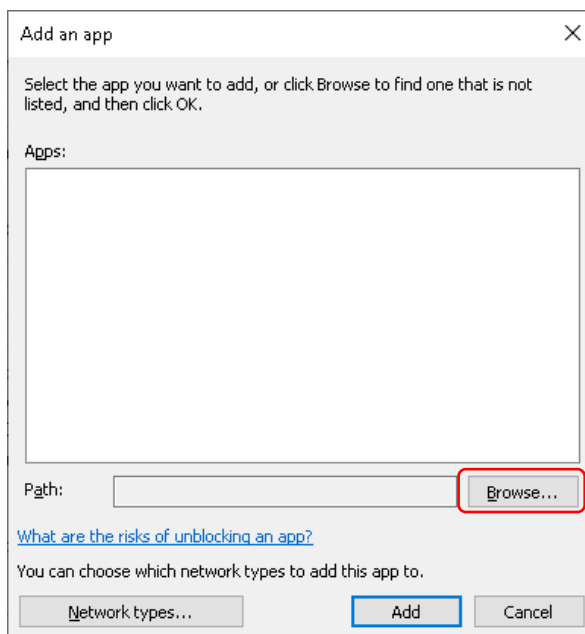 Add an app
Select the app you want to add, or click Browse to find one that is not
listed, and then click OK.
Apps:
Path:
Browse...
What are the risks of unblocking an app?
You can choose which network types to add this app to.
Network types...
Add
Cancel